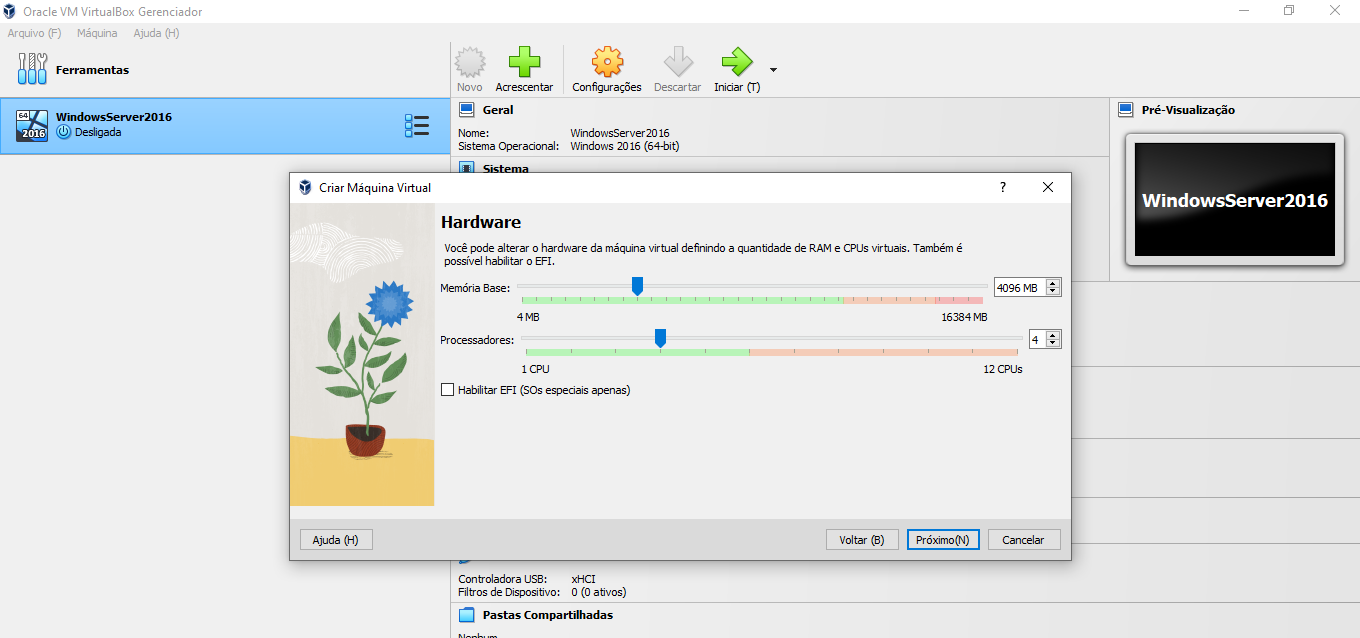 Oracle VM VirtualBox Gerenciador
Arquivo (F) Máquina Ajuda (H)
Ferramentas
Novo Acrescentar Configurações Descartar Iniciar (T)
64
2016
WindowsServer2016
Desligada
Geral
Nome: WindowsServer2016
Sistema Operacional: Windows 2016 (64-bit)
Sistema
Pré-Visualização
WindowsServer2016
Criar Máquina Virtual
?
Hardware
Você pode alterar o hardware da máquina virtual definindo a quantidade de RAM e CPUs virtuais. Também é
possível habilitar o EFI.
Memória Base: 4096 MB
4 MB 16384 MB
Processadores: 4
1 CPU 12 CPUs
Habilitar EFI (SOs especiais apenas)
Ajuda (H) Voltar (B) Próximo(N) Cancelar
Controladora USB: xHCI
Filtros de Dispositivo: 0 (0 ativos)
Pastas Compartilhadas
Nenhum